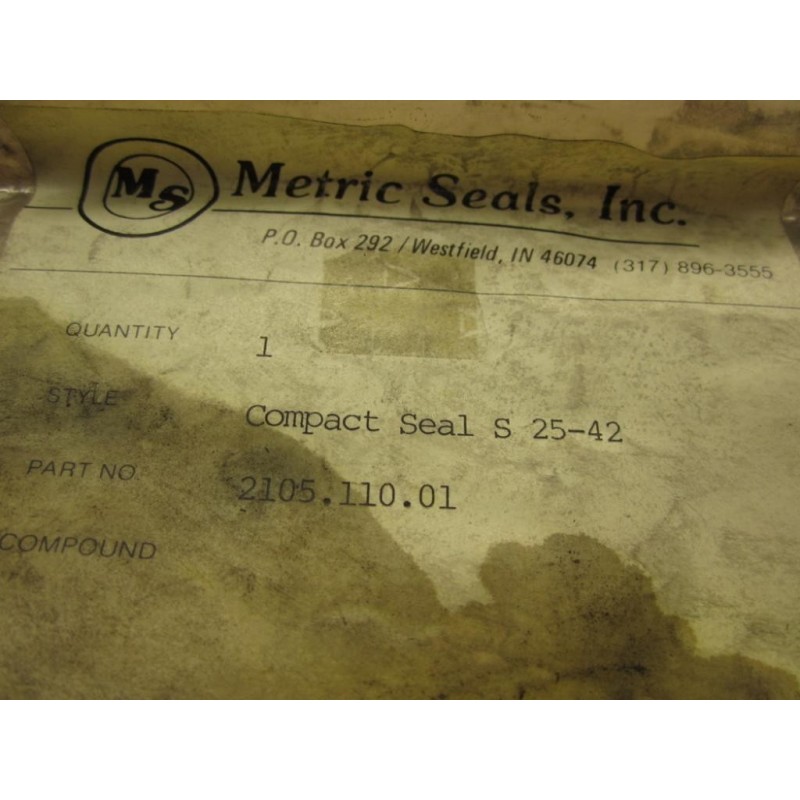 MS Metric Seals, Inc.
P.O. Box 292 / Westfield, IN 46074 (317) 896-3555
QUANTITY 1
STYLE Compact Seal S 25-42
PART NO 2105.110.01
COMPOUND